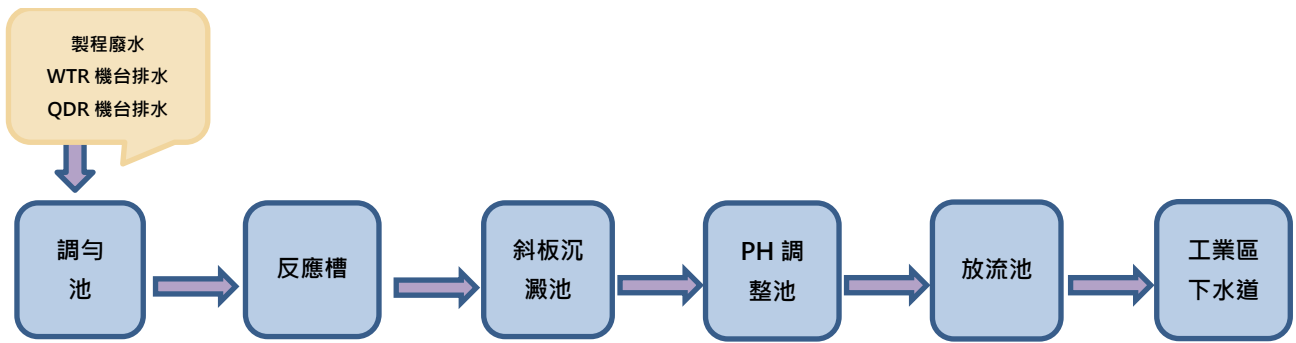 製程廢水
WTR 機台排水
QDR 機台排水
調勻
池
反應槽
斜板沉
澱池
PH 調
整池
放流池
工業區
下水道